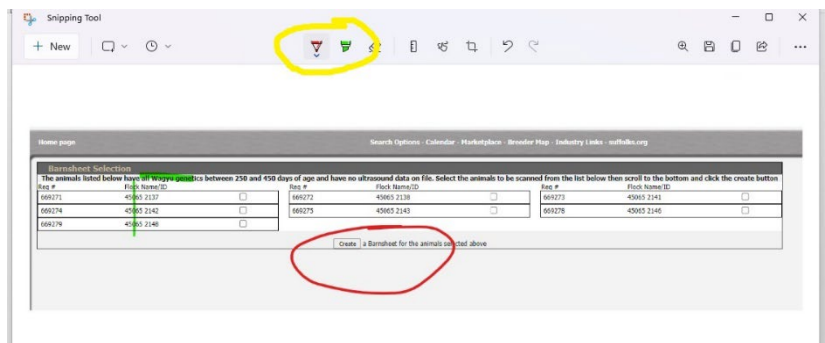 Snipping Tool
+ New
Home page
Search Options - Calendar - Marketplace - Breeder Map - Industry Links - suffolks.org
Barnsheet Selection
The animals listed below have all Wagyu genetics between 250 and 450 days of age and have no ultrasound data on file. Select the animals to be scanned from the list below then scroll to the bottom and click the create button
Reg # Flock Name/ID Reg # Flock Name/ID Reg # Flock Name/ID
669271 45065 2137 669272 45065 2138 669273 45065 2141
669274 45065 2142 669275 45065 2143 669278 45065 2146
669279 45065 2148
Create a Barnsheet for the animals selected above